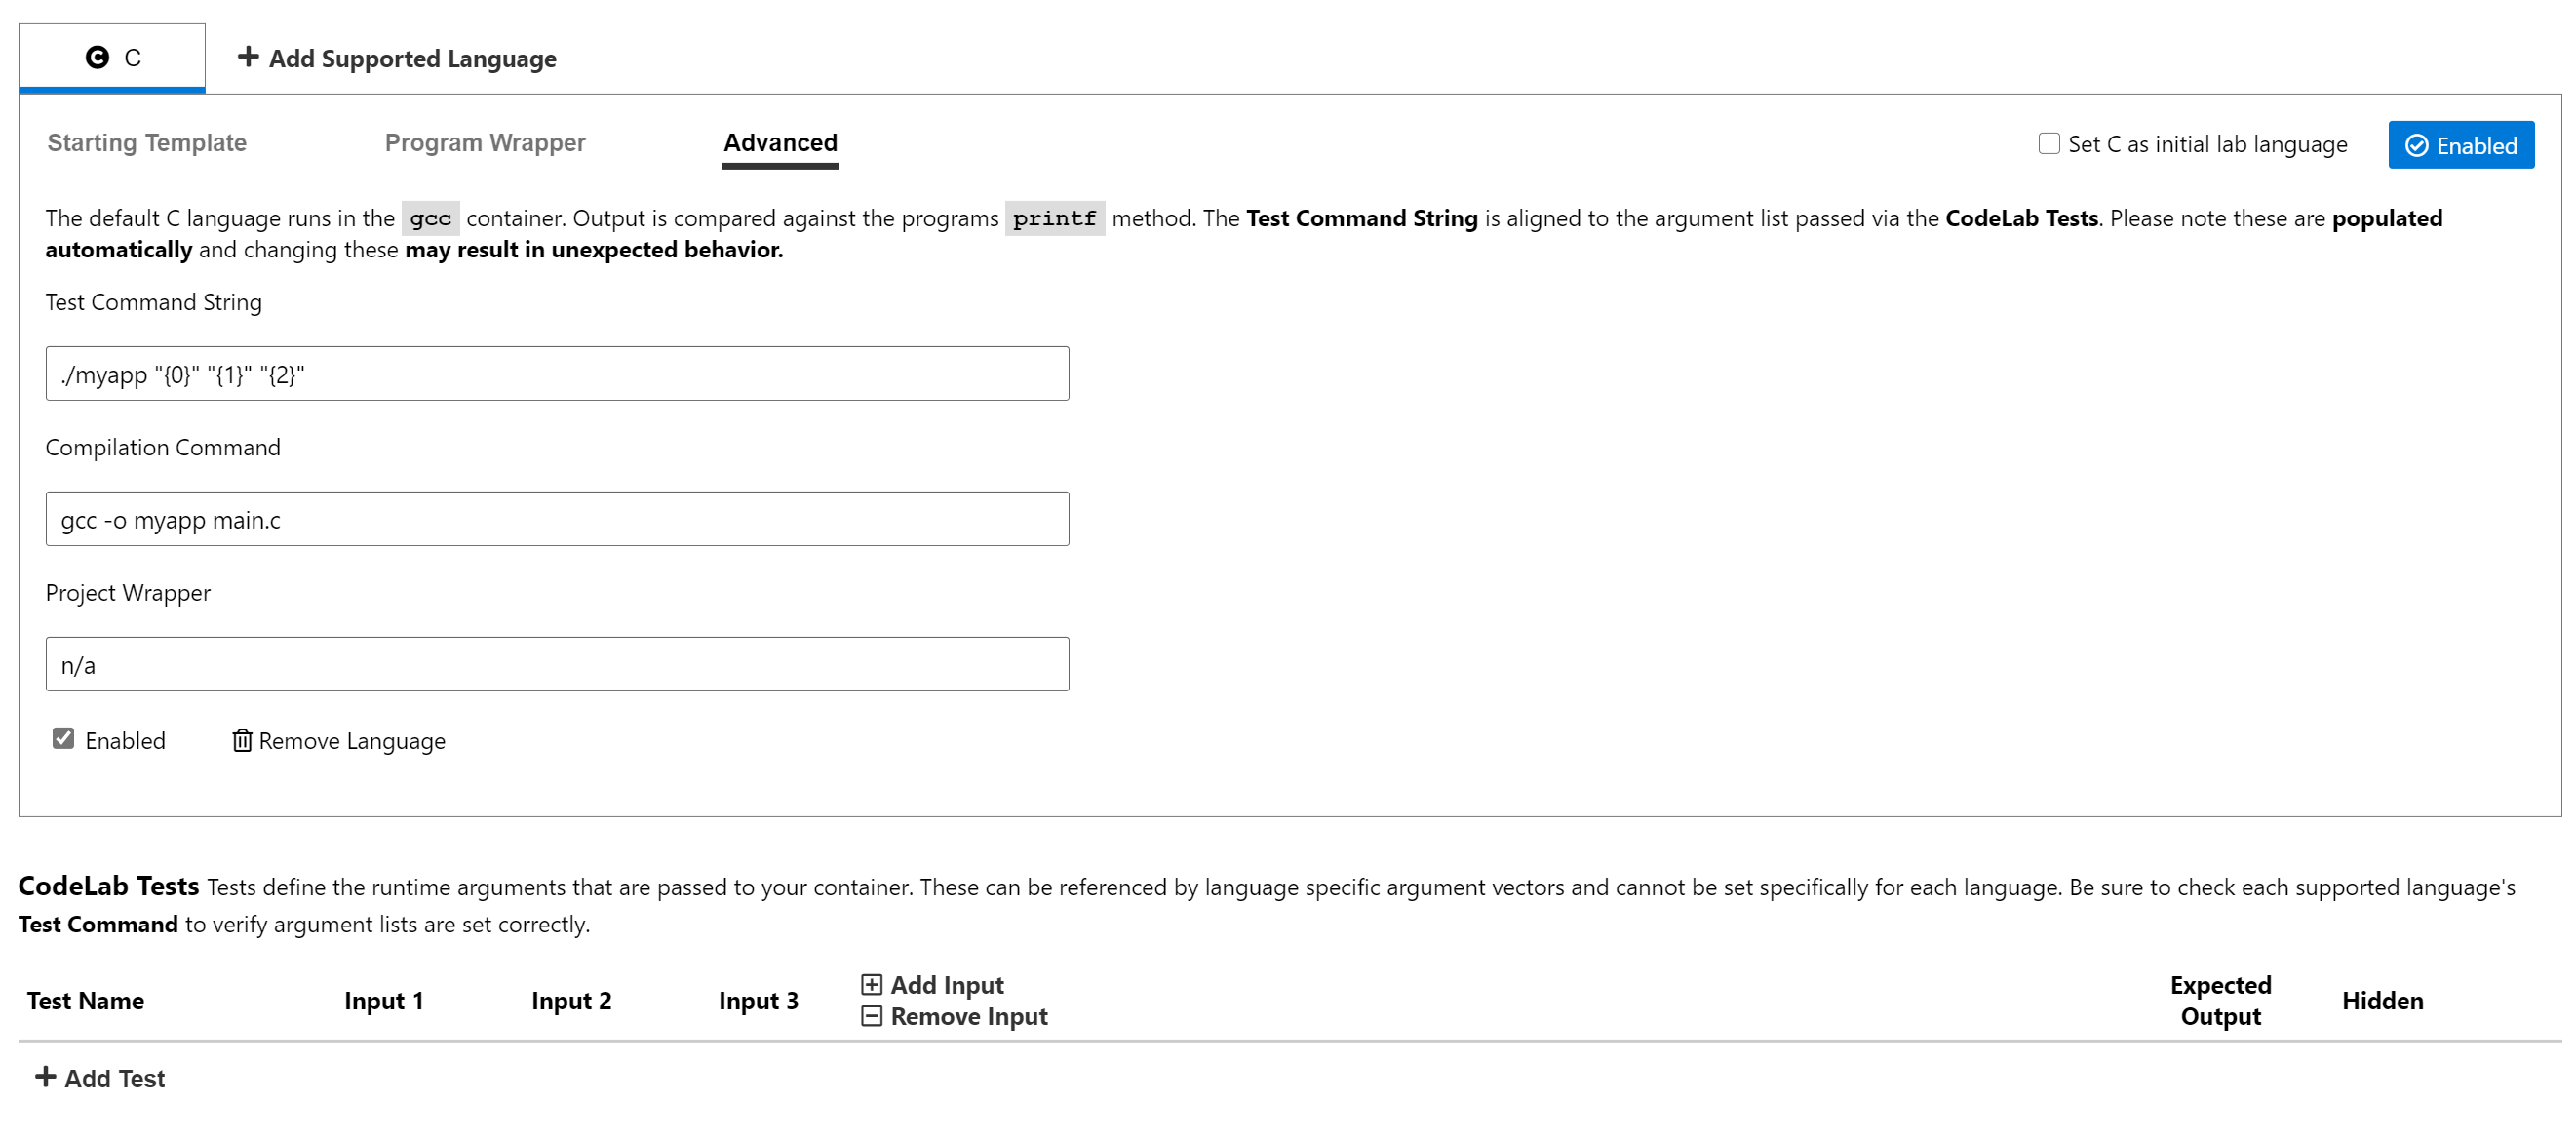 C
Add Supported Language
Starting Template
Program Wrapper
Advanced
Set C as initial lab language
Enabled
The default C language runs in the gcc container. Output is compared against the programs printf method. The Test Command String is aligned to the argument list passed via the CodeLab Tests. Please note these are populated
automatically and changing these may result in unexpected behavior.
Test Command String
./myapp "{0}" "{1}" "{2}"
Compilation Command
gcc -o myapp main.c
Project Wrapper
n/a
Enabled
Remove Language
CodeLab Tests Tests define the runtime arguments that are passed to your container. These can be referenced by language specific argument vectors and cannot be set specifically for each language. Be sure to check each supported language's
Test Command to verify argument lists are set correctly.
Test Name
Input 1
Input 2
Input 3
Add Input
Remove Input
Expected
Output
Hidden
Add Test